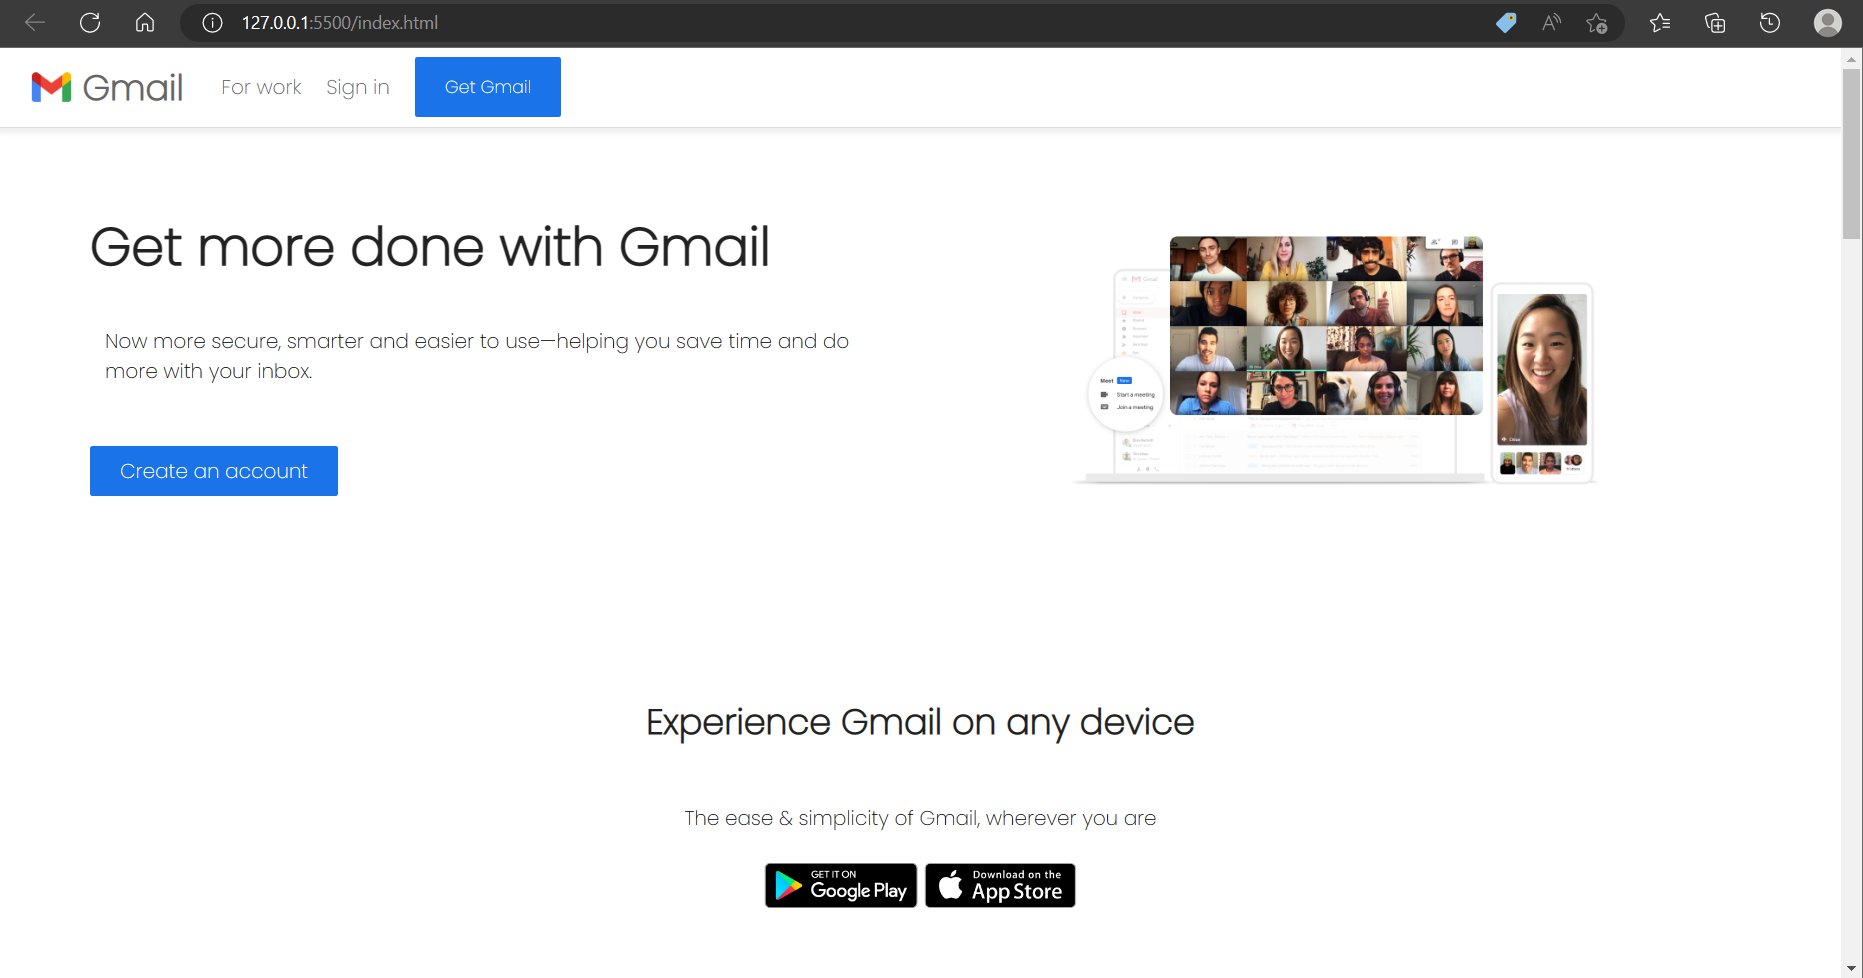 127.0.0.1:5500/index.html
Gmail For work Sign in Get Gmail
Get more done with Gmail
Now more secure, smarter and easier to use—helping you save time and do
more with your inbox.
Create an account
Gmail
Meet New
Start a meeting
Join a meeting
Chloe
Experience Gmail on any device
The ease & simplicity of Gmail, wherever you are
GET IT ON
Google Play
Download on the
App Store